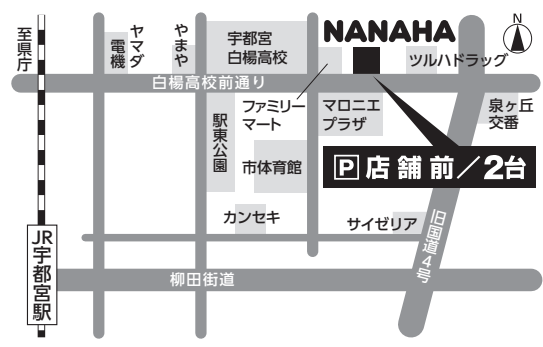 至県庁
ヤマダ
電機
やまや
宇都宮
白楊高校
NANAHA
ツルハドラッグ
N
白楊高校前通り
ファミリー
マート
マロニエ
プラザ
泉ヶ丘
交番
駅東公園
市体育館
P店舗前／2台
カンセキ
サイゼリア
旧国道4号
JR宇都宮駅
柳田街道